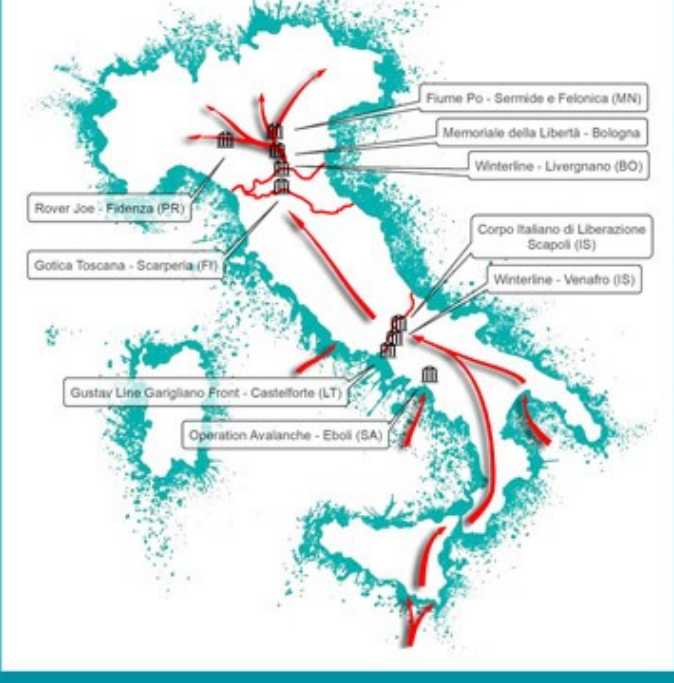 Fiume Po - Sermide e Felonica (MN)
Memoriale della Libertà - Bologna
Winterline - Livergnano (BO)
Rover Joe - Fidenza (PR)
Corpo Italiano di Liberazione
Scapoli (IS)
Gotica Toscana - Scarperia (FI)
Winterline - Venafro (IS)
Gustav Line Garigliano Front - Castelforte (LT)
Operation Avalanche - Eboli (SA)